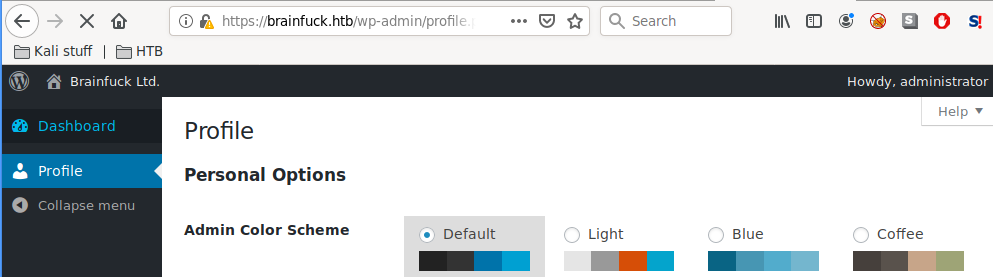 https://brainfuck.htb/wp-admin/profile.
Search
Kali stuff | HTB
Brainfuck Ltd.
Howdy, administrator
Dashboard
Profile
Collapse menu
Help
Profile
Personal Options
Admin Color Scheme
Default
Light
Blue
Coffee